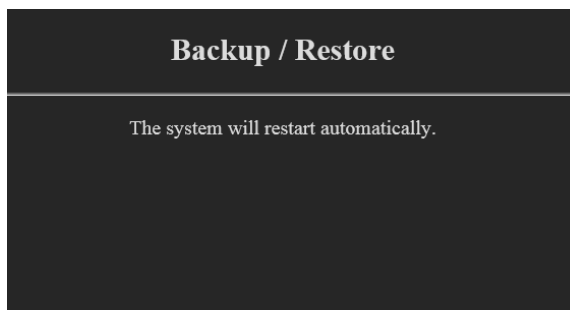 Backup / Restore
The system will restart automatically.